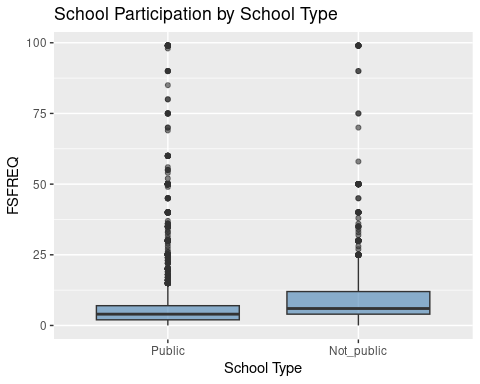 School Participation by School Type
100
75
50
25
0
FSFREQ
Public
Not_public
School Type